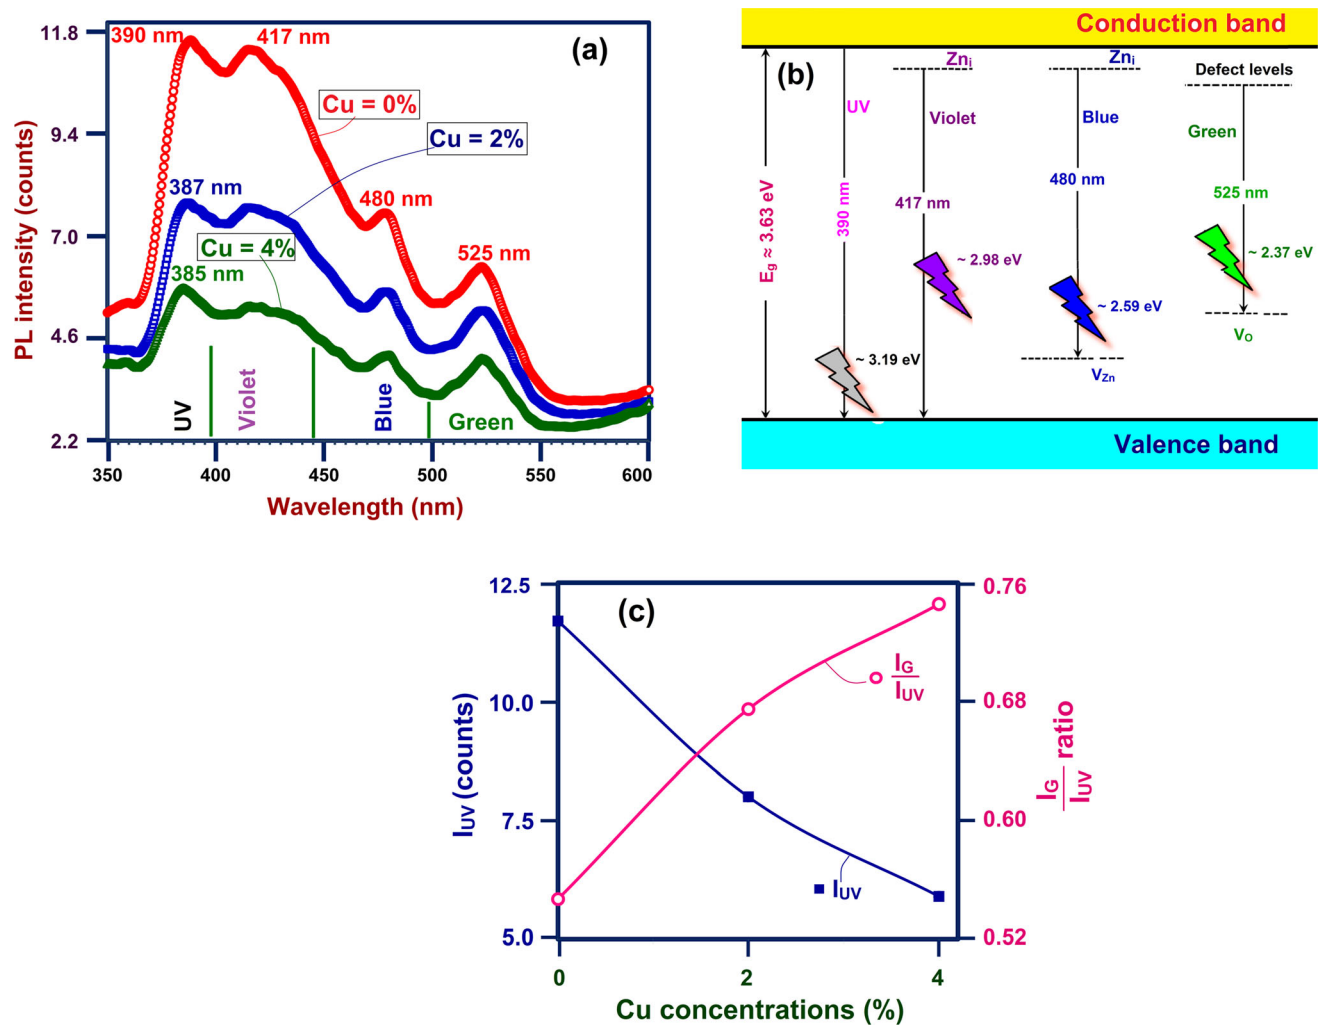 (a)
PL intensity (counts)
11.8
9.4
7.0
4.6
2.2
390 nm
417 nm
Cu = 0%
Cu = 2%
387 nm
480 nm
Cu = 4%
525 nm
385 nm
UV
Violet
Blue
Green
350 400 450 500 550 600
Wavelength (nm)
Conduction band
(b)
Eg ≈ 3.63 eV
UV
390 nm
~ 3.19 eV
Zni
Violet
417 nm
~ 2.98 eV
Zni
Blue
480 nm
~ 2.59 eV
VZn
Defect levels
Green
525 nm
~ 2.37 eV
VO
Valence band
(c)
IUV (counts)
12.5
10.0
7.5
5.0
IG
IUV
IUV
0.76
0.68
0.60
0.52
IG
IUV
ratio
0 2 4
Cu concentrations (%)